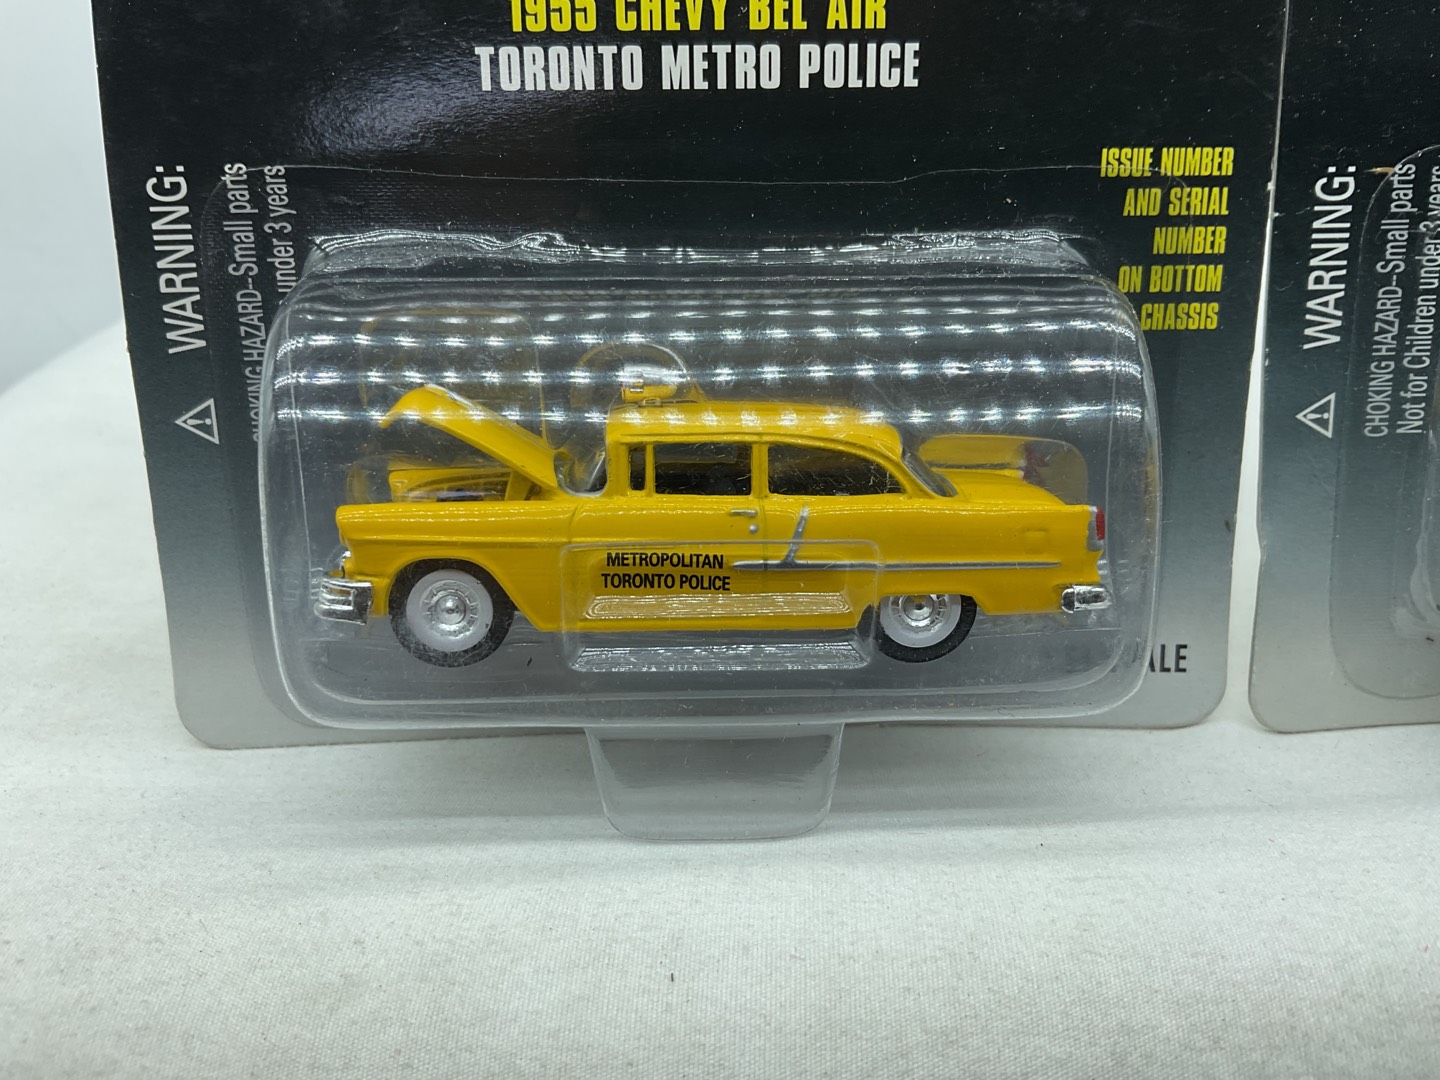 1955 CHEVY BEL AIR
TORONTO METRO POLICE
WARNING:
CHOKING HAZARD--Small parts
under 3 years
ISSUE NUMBER
AND SERIAL
NUMBER
ON BOTTOM
CHASSIS
METROPOLITAN
TORONTO POLICE
ALE
WARNING:
CHOKING HAZARD--Small parts
Not for Children under 3 years